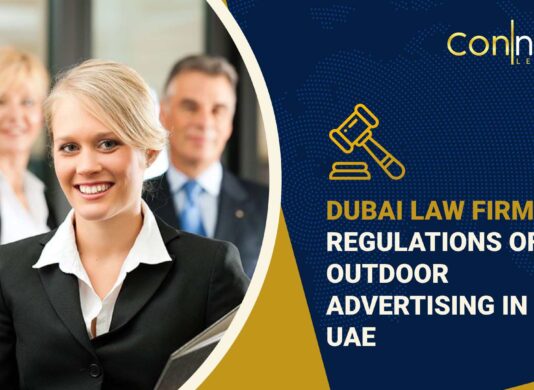 DUBAI LAW FIRM
REGULATIONS OF
OUTDOOR
ADVERTISING IN
UAE